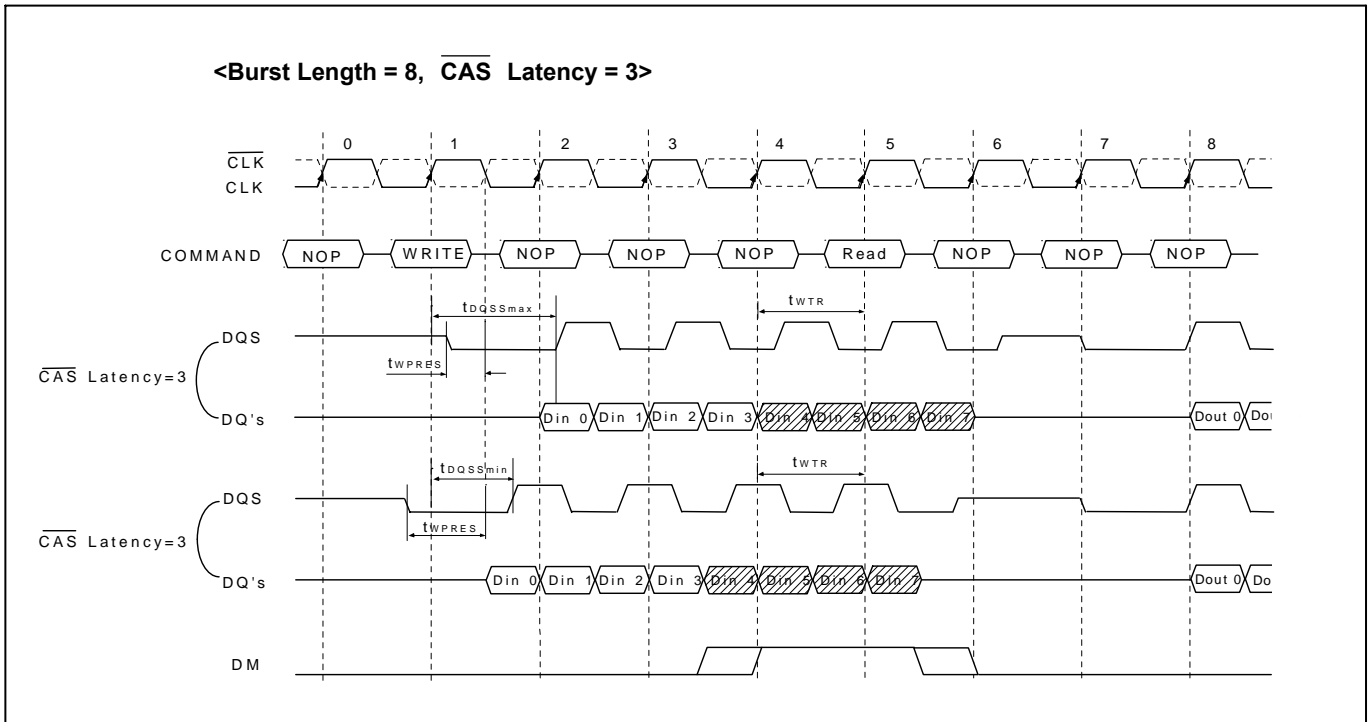 <Burst Length = 8, CAS Latency = 3>
0 1 2 3 4 5 6 7 8
CLK
CLK
COMMAND NOP WRITE NOP NOP NOP Read NOP NOP NOP
tDQSSmax tWTR
DQS
tWPRES
CAS Latency=3
DQ's Din 0 Din 1 Din 2 Din 3 Din 4 Din 5 Din 6 Din 7 Dout 0 Dou
tDQSSmin tWTR
DQS
tWPRES
CAS Latency=3
DQ's Din 0 Din 1 Din 2 Din 3 Din 4 Din 5 Din 6 Din 7 Dout 0 Do
DM